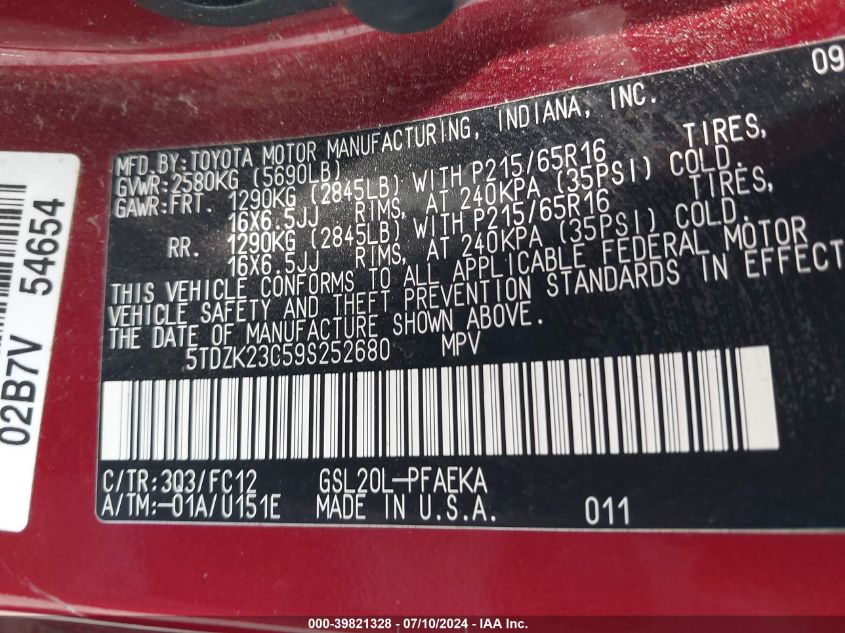 09
MFD.BY:TOYOTA MOTOR MANUFACTURING, INDIANA, INC.
GVWR:2580KG (5690LB)
GAWR:FRT. 1290KG (2845LB) WITH P215/65R16 TIRES,
16X6.5JJ RIMS, AT 240KPA (35PSI) COLD.
RR. 1290KG (2845LB) WITH P215/65R16 TIRES,
16X6.5JJ RIMS, AT 240KPA (35PSI) COLD.
THIS VEHICLE CONFORMS TO ALL APPLICABLE FEDERAL MOTOR
VEHICLE SAFETY AND THEFT PREVENTION STANDARDS IN EFFECT
THE DATE OF MANUFACTURE SHOWN ABOVE.
5TDZK23C59S252680 MPV
C/TR:3Q3/FC12 GSL20L-PFAEKA
A/TM:-01A/U151E MADE IN U.S.A. 011
02B7V 54654
000-39821328 / 07/10/2024 - IAA Inc.